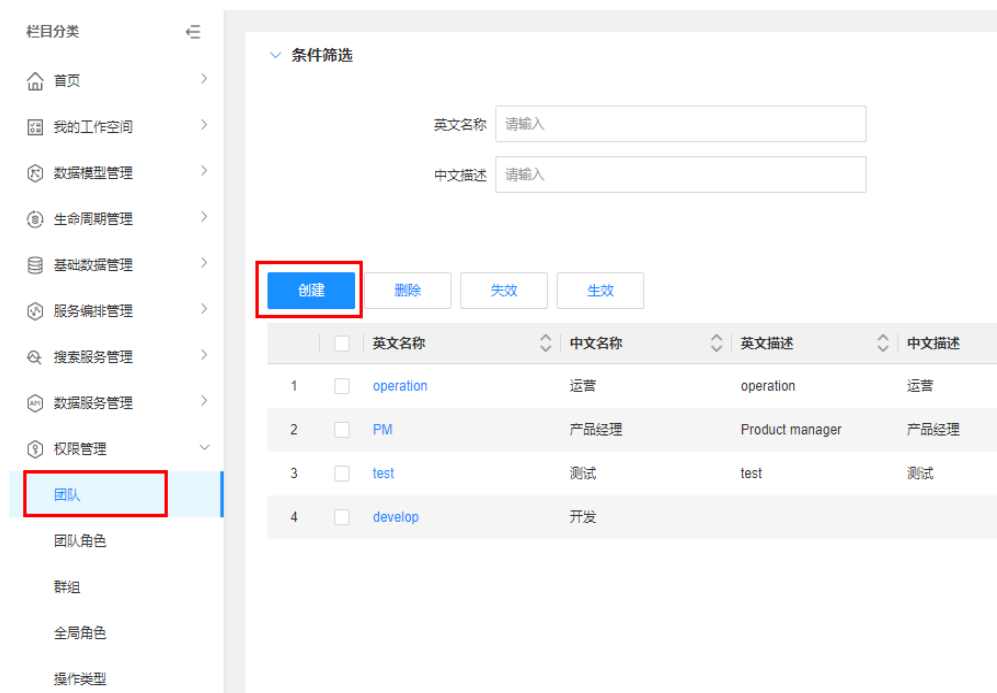 栏目分类
首页
我的工作空间
数据模型管理
生命周期管理
基础数据管理
服务编排管理
搜索服务管理
API
数据服务管理
权限管理
团队
团队角色
群组
全局角色
操作类型
条件筛选
英文名称 请输入
中文描述 请输入
创建 删除 失效 生效
英文名称 中文名称 英文描述 中文描述
1 operation 运营 operation 运营
2 PM 产品经理 Product manager 产品经理
3 test 测试 test 测试
4 develop 开发